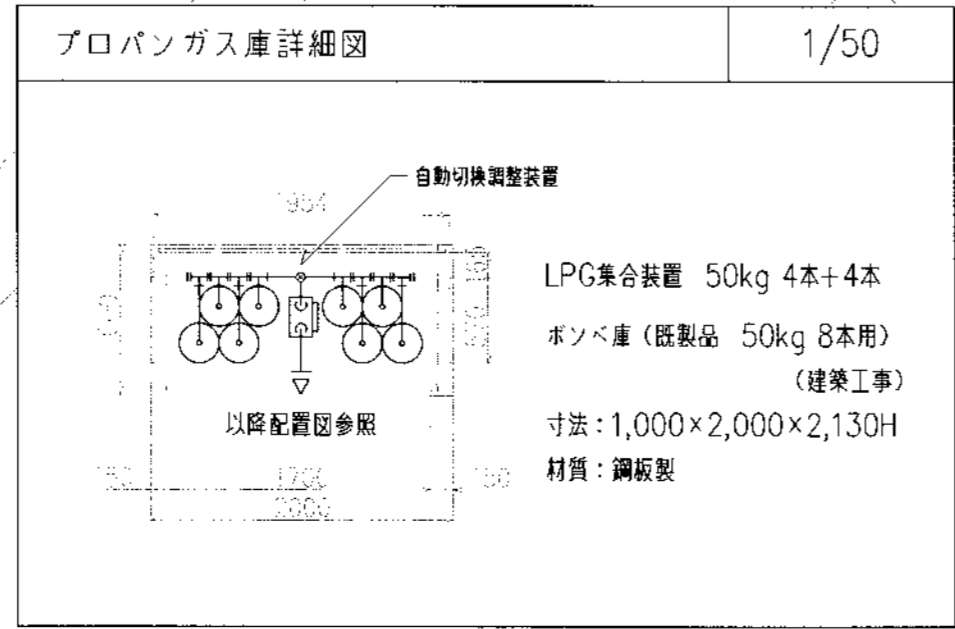 プロパンガス庫詳細図
1/50
自動切換調整装置
LPG集合装置 50kg 4本+4本
ボンベ庫(既製品 50kg 8本用)
(建築工事)
以降配置図参照
寸法:1,000×2,000×2,130H
材質:鋼板製
1700
2000